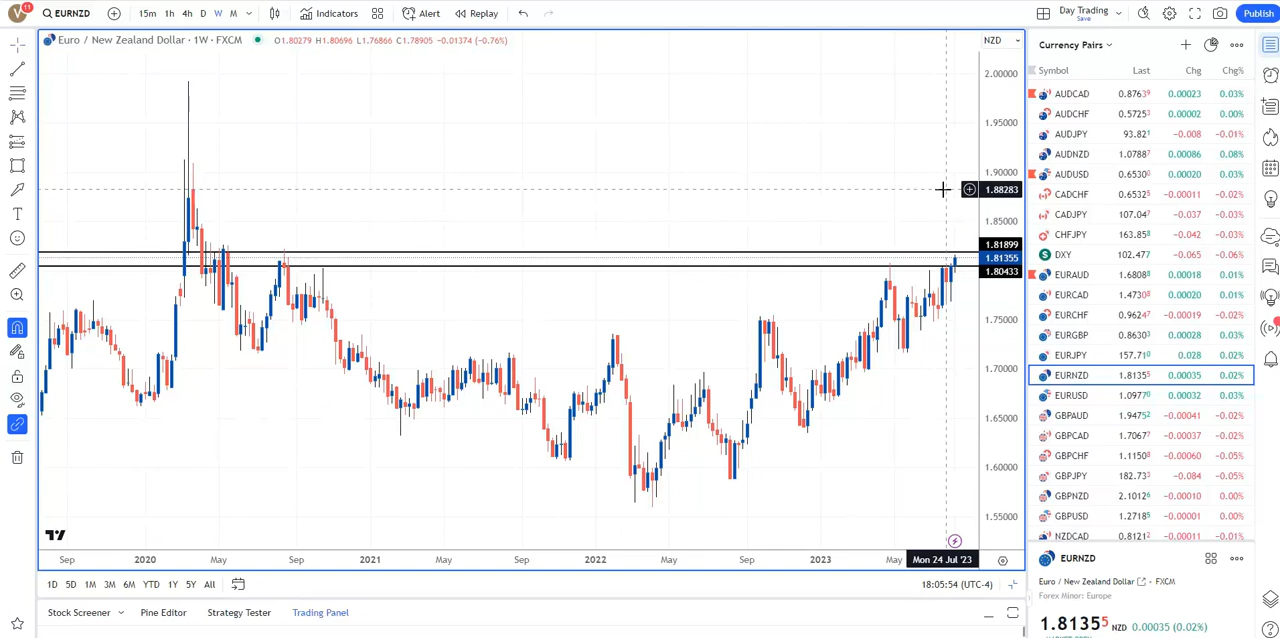 V 11 EURNZD 15m 1h 4h D W M Indicators Alert Replay Day Trading Save Publish
Euro / New Zealand Dollar · 1W · FXCM O1.80279 H1.80696 L1.76866 C1.78905 −0.01374 (−0.76%) NZD
2.00000
1.95000
1.90000
1.88283
1.85000
1.81899
1.81355
1.80433
1.75000
1.70000
1.65000
1.60000
1.55000
Sep 2020 May Sep 2021 May Sep 2022 May Sep 2023 May Mon 24 Jul '23
1D 5D 1M 3M 6M YTD 1Y 5Y All 18:05:54 (UTC-4)
Stock Screener Pine Editor Strategy Tester Trading Panel
Currency Pairs
Symbol Last Chg Chg%
AUDCAD 0.87639 0.00023 0.03%
AUDCHF 0.57253 0.00002 0.00%
AUDJPY 93.821 −0.008 −0.01%
AUDNZD 1.07887 0.00086 0.08%
AUDUSD 0.65300 0.00020 0.03%
CADCHF 0.65325 −0.00011 −0.02%
CADJPY 107.047 −0.037 −0.03%
CHFJPY 163.858 −0.042 −0.03%
DXY 102.477 −0.065 −0.06%
EURAUD 1.68088 0.00018 0.01%
EURCAD 1.47308 0.00020 0.01%
EURCHF 0.96247 −0.00019 −0.02%
EURGBP 0.86303 0.00028 0.03%
EURJPY 157.710 0.028 0.02%
EURNZD 1.81355 0.00035 0.02%
EURUSD 1.09770 0.00032 0.03%
GBPAUD 1.94752 −0.00041 −0.02%
GBPCAD 1.70677 −0.00037 −0.02%
GBPCHF 1.11508 −0.00060 −0.05%
GBPJPY 182.733 −0.084 −0.05%
GBPNZD 2.10126 −0.00010 0.00%
GBPUSD 1.27185 −0.00001 0.00%
NZDCAD 0.81212 −0.00011 −0.01%
EURNZD
Euro / New Zealand Dollar • FXCM
Forex Minor: Europe
1.81355 NZD 0.00035 (0.02%)